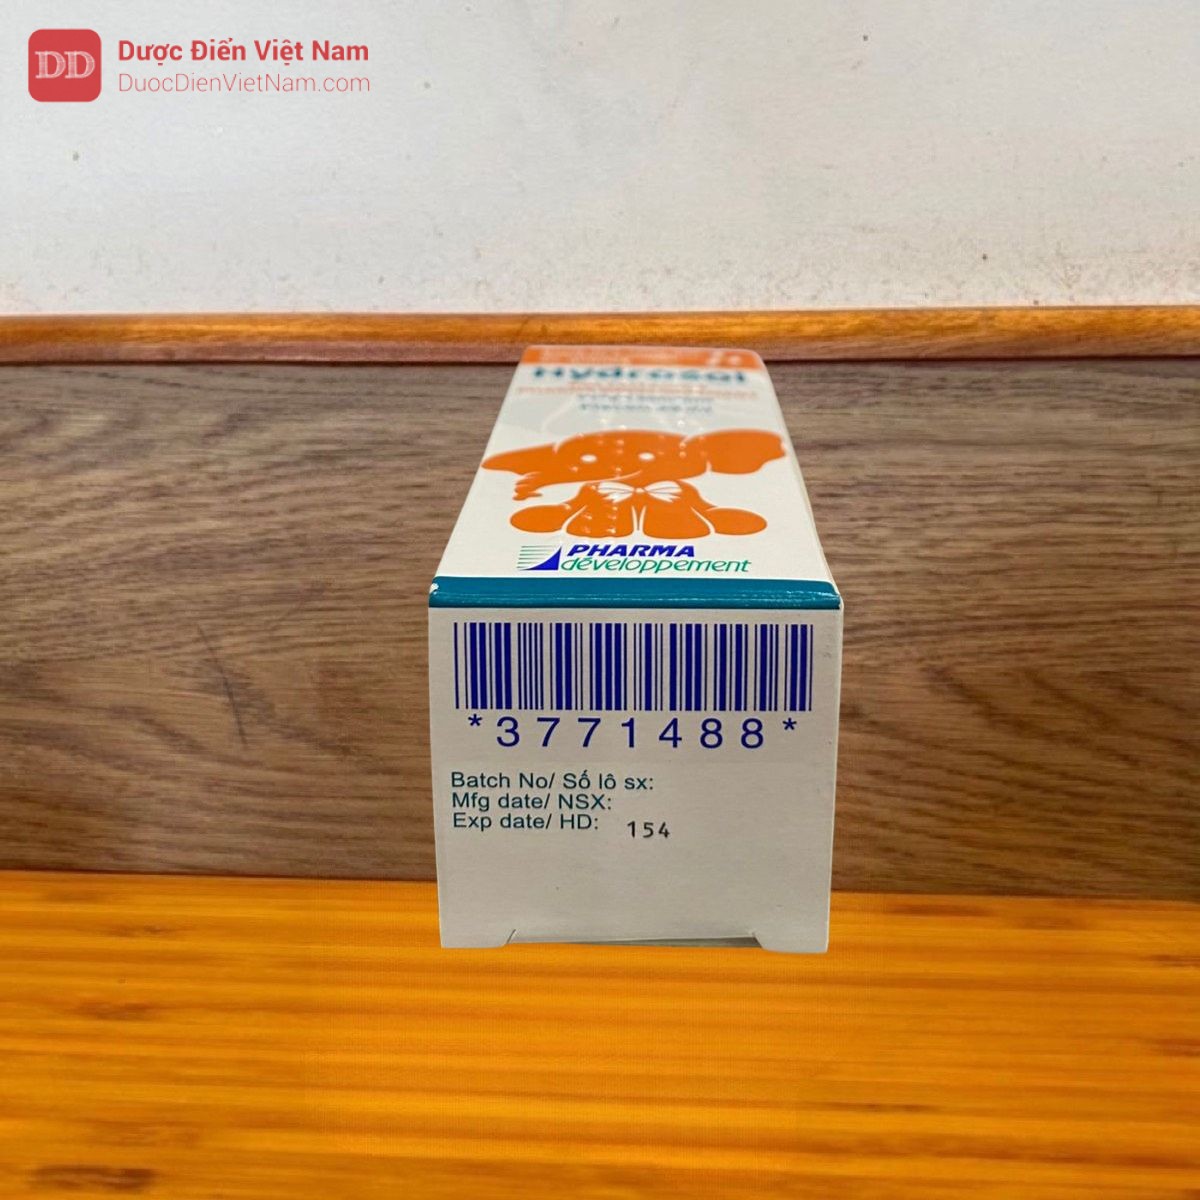 Dược Điển Việt Nam
DuocDienVietNam.com
Hydrosol
PHARMA
développement
*3771488*
Batch No/ Số lô sx:
Mfg date/ NSX:
Exp date/ HD: 154